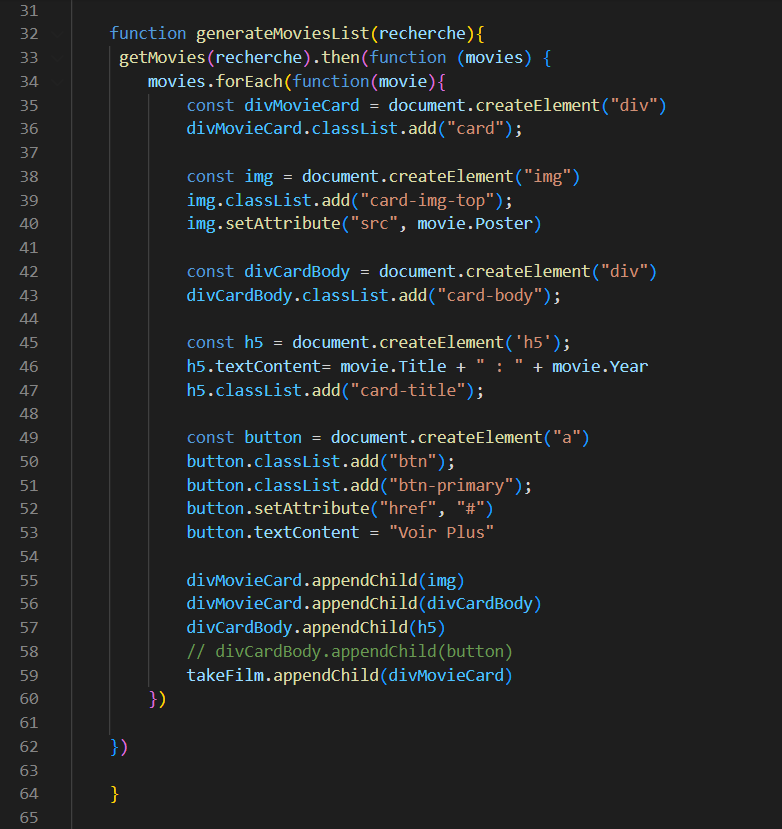 31
32 function generateMoviesList(recherche){
33 getMovies(recherche).then(function (movies) {
34 movies.forEach(function(movie){
35 const divMovieCard = document.createElement("div")
36 divMovieCard.classList.add("card");
37
38 const img = document.createElement("img")
39 img.classList.add("card-img-top");
40 img.setAttribute("src", movie.Poster)
41
42 const divCardBody = document.createElement("div")
43 divCardBody.classList.add("card-body");
44
45 const h5 = document.createElement('h5');
46 h5.textContent= movie.Title + " : " + movie.Year
47 h5.classList.add("card-title");
48
49 const button = document.createElement("a")
50 button.classList.add("btn");
51 button.classList.add("btn-primary");
52 button.setAttribute("href", "#")
53 button.textContent = "Voir Plus"
54
55 divMovieCard.appendChild(img)
56 divMovieCard.appendChild(divCardBody)
57 divCardBody.appendChild(h5)
58 // divCardBody.appendChild(button)
59 takeFilm.appendChild(divMovieCard)
60 })
61
62 })
63
64 }
65